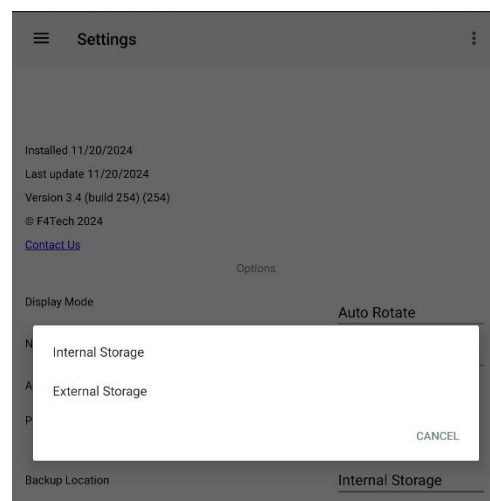 Settings
Installed 11/20/2024
Last update 11/20/2024
Version 3.4 (build 254) (254)
© F4Tech 2024
Contact Us
Options
Display Mode
Auto Rotate
N
Internal Storage
A
External Storage
P
CANCEL
Backup Location
Internal Storage